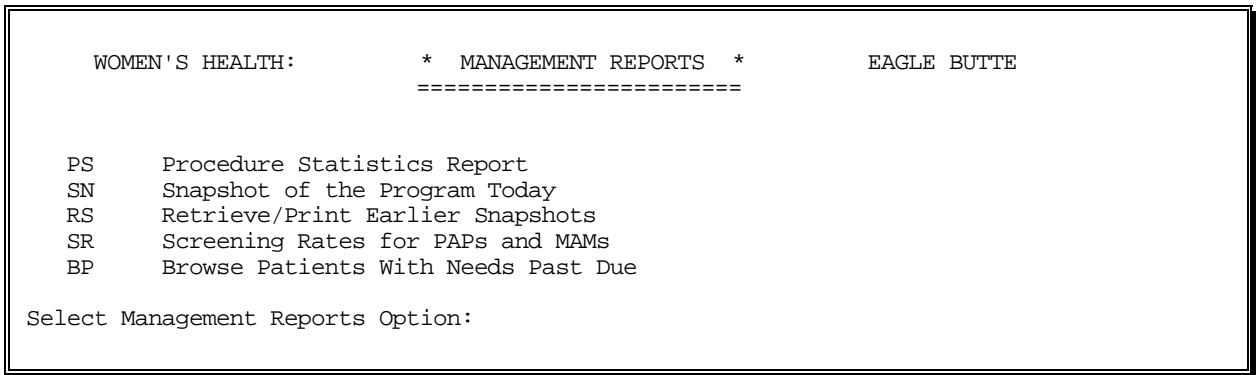 WOMEN'S HEALTH: * MANAGEMENT REPORTS * EAGLE BUTTE
========================
PS Procedure Statistics Report
SN Snapshot of the Program Today
RS Retrieve/Print Earlier Snapshots
SR Screening Rates for PAPs and MAMs
BP Browse Patients With Needs Past Due
Select Management Reports Option: